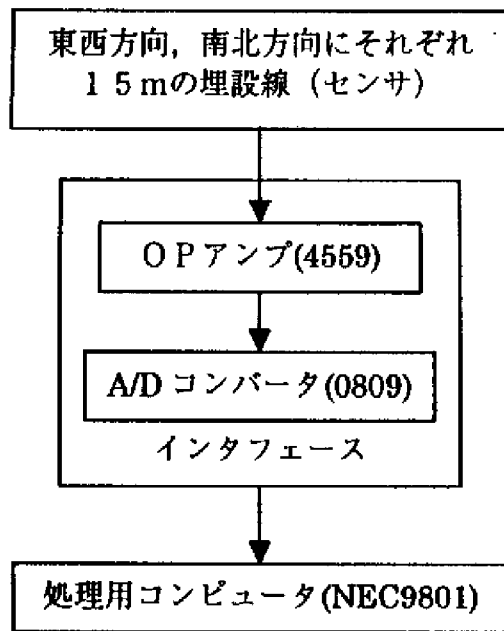 東西方向，南北方向にそれぞれ
１５mの埋設線（センサ）
ＯＰアンプ(4559)
A/D コンバータ(0809)
インタフェース
処理用コンピュータ(NEC9801)